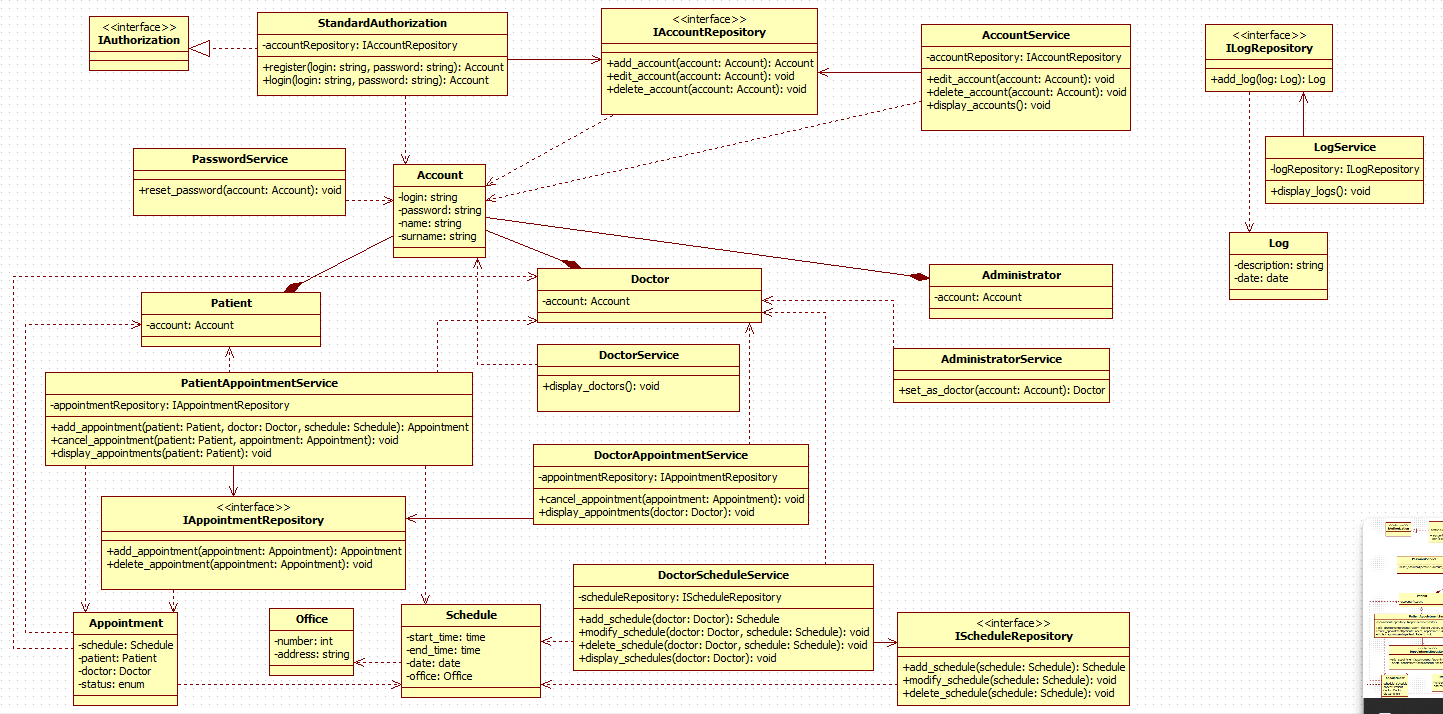 <<interface>>
IAuthorization
StandardAuthorization
-accountRepository: IAccountRepository
+register(login: string, password: string): Account
+login(login: string, password: string): Account
<<interface>>
IAccountRepository
+add_account(account: Account): Account
+edit_account(account: Account): void
+delete_account(account: Account): void
AccountService
-accountRepository: IAccountRepository
+edit_account(account: Account): void
+delete_account(account: Account): void
+display_accounts(): void
<<interface>>
ILogRepository
+add_log(log: Log): Log
LogService
-logRepository: ILogRepository
+display_logs(): void
PasswordService
+reset_password(account: Account): void
Account
-login: string
-password: string
-name: string
-surname: string
Log
-description: string
-date: date
Patient
-account: Account
Doctor
-account: Account
Administrator
-account: Account
DoctorService
+display_doctors(): void
AdministratorService
+set_as_doctor(account: Account): Doctor
PatientAppointmentService
-appointmentRepository: IAppointmentRepository
+add_appointment(patient: Patient, doctor: Doctor, schedule: Schedule): Appointment
+cancel_appointment(patient: Patient, appointment: Appointment): void
+display_appointments(patient: Patient): void
DoctorAppointmentService
-appointmentRepository: IAppointmentRepository
+cancel_appointment(appointment: Appointment): void
+display_appointments(doctor: Doctor): void
<<interface>>
IAppointmentRepository
+add_appointment(appointment: Appointment): Appointment
+delete_appointment(appointment: Appointment): void
DoctorScheduleService
-scheduleRepository: IScheduleRepository
+add_schedule(doctor: Doctor): Schedule
+modify_schedule(doctor: Doctor, schedule: Schedule): void
+delete_schedule(doctor: Doctor, schedule: Schedule): void
+display_schedules(doctor: Doctor): void
Appointment
-schedule: Schedule
-patient: Patient
-doctor: Doctor
-status: enum
Office
-number: int
-address: string
Schedule
-start_time: time
-end_time: time
-date: date
-office: Office
<<interface>>
IScheduleRepository
+add_schedule(schedule: Schedule): Schedule
+modify_schedule(schedule: Schedule): void
+delete_schedule(schedule: Schedule): void